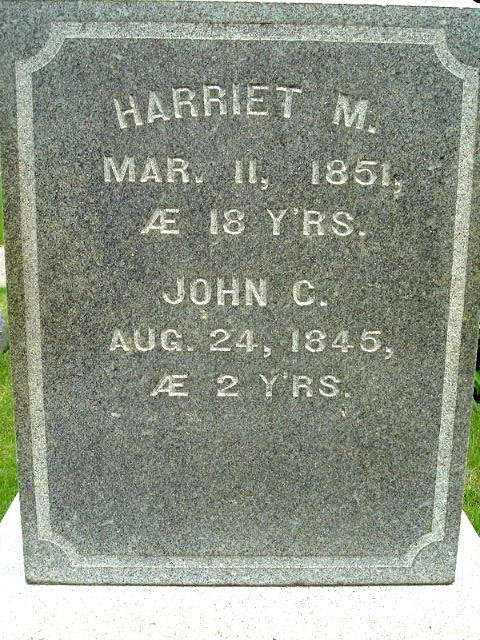 HARRIET M.
MAR. 11, 1851,
Æ 18 Y'RS.
JOHN C.
AUG. 24, 1845,
Æ 2 Y'RS.